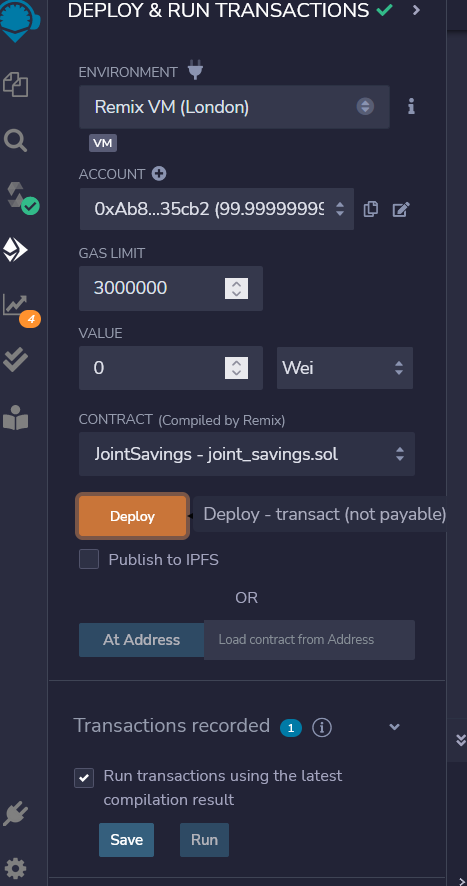 DEPLOY & RUN TRANSACTIONS
ENVIRONMENT
Remix VM (London)
VM
ACCOUNT
0xAb8...35cb2 (99.99999999
GAS LIMIT
3000000
VALUE
0 Wei
CONTRACT (Compiled by Remix)
JointSavings - joint_savings.sol
Deploy Deploy - transact (not payable)
Publish to IPFS
OR
At Address Load contract from Address
4
Transactions recorded 1 i
Run transactions using the latest
compilation result
Save Run